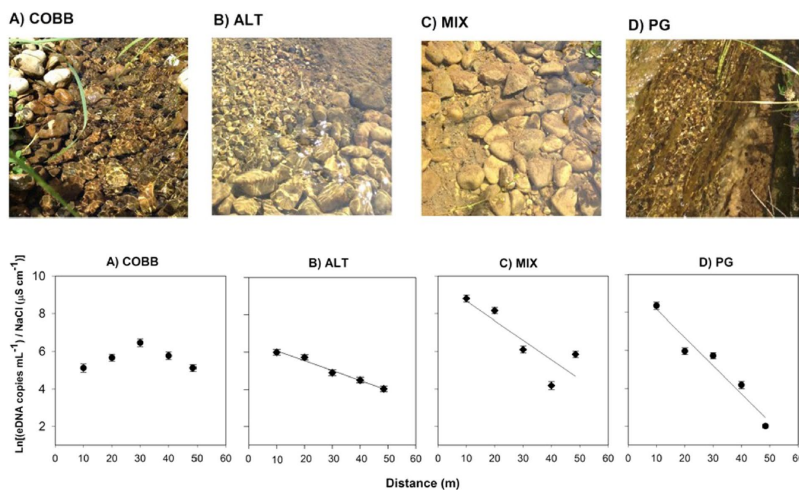 A) COBB
B) ALT
C) MIX
D) PG
A) COBB
B) ALT
C) MIX
D) PG
Ln[(eDNA copies mL⁻¹) / NaCl (μS cm⁻¹)]
10
8
6
4
2
0 10 20 30 40 50 60
0 10 20 30 40 50 60
0 10 20 30 40 50 60
0 10 20 30 40 50 60
Distance (m)